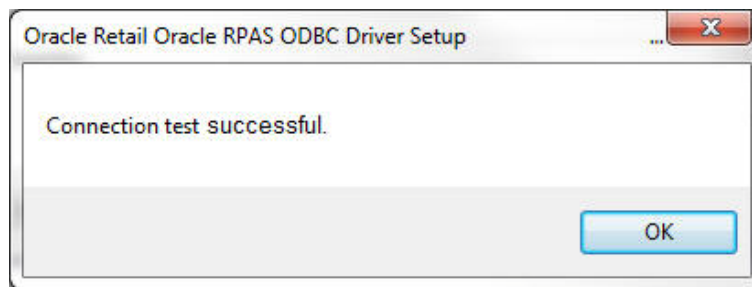 Oracle Retail Oracle RPAS ODBC Driver Setup ...
Connection test successful.
OK